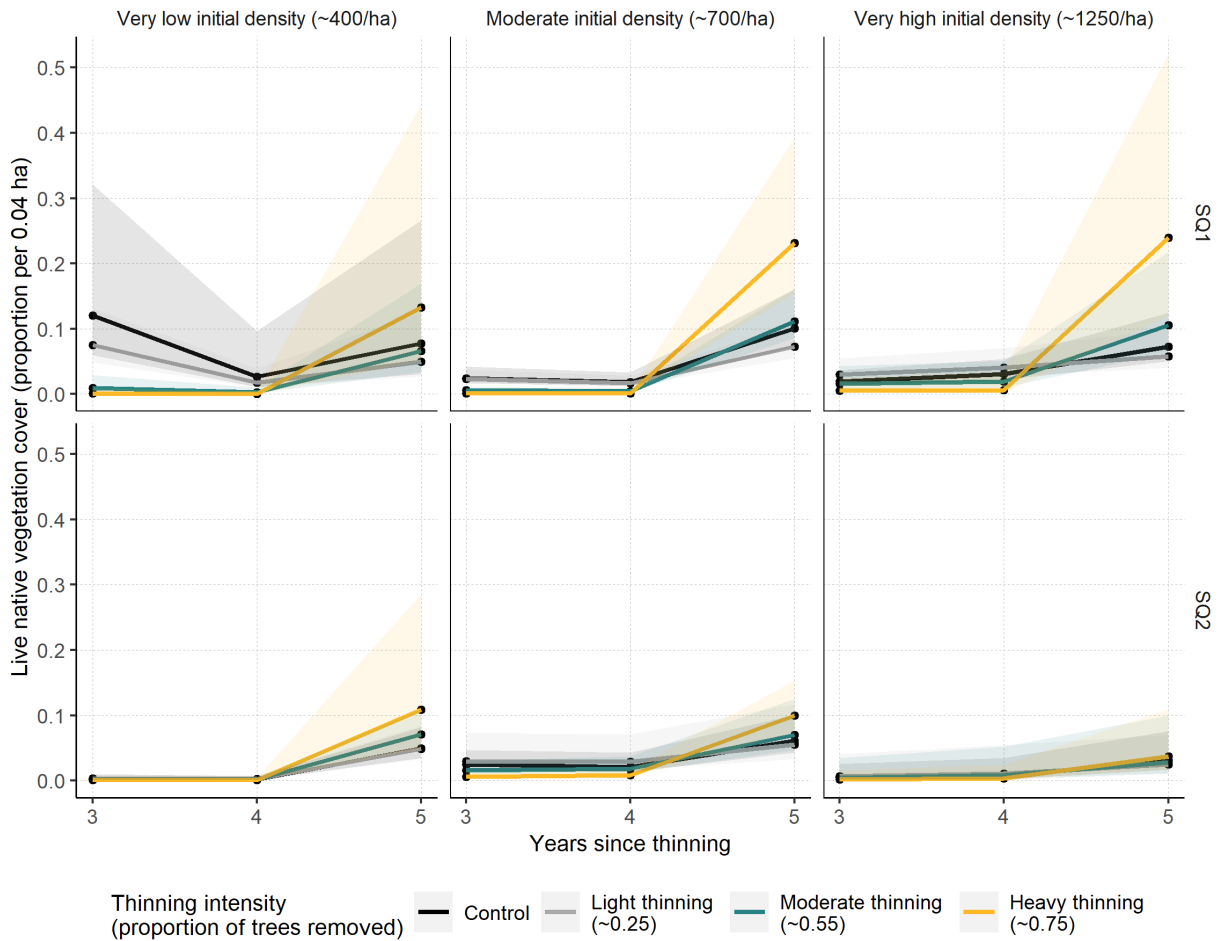 Very low initial density (~400/ha)
Moderate initial density (~700/ha)
Very high initial density (~1250/ha)
Live native vegetation cover (proportion per 0.04 ha)
0.5
0.4
0.3
0.2
0.1
0.0
SQ1
0.5
0.4
0.3
0.2
0.1
0.0
SQ2
3 4 5
3 4 5
3 4 5
Years since thinning
Thinning intensity
(proportion of trees removed)
Control
Light thinning
(~0.25)
Moderate thinning
(~0.55)
Heavy thinning
(~0.75)